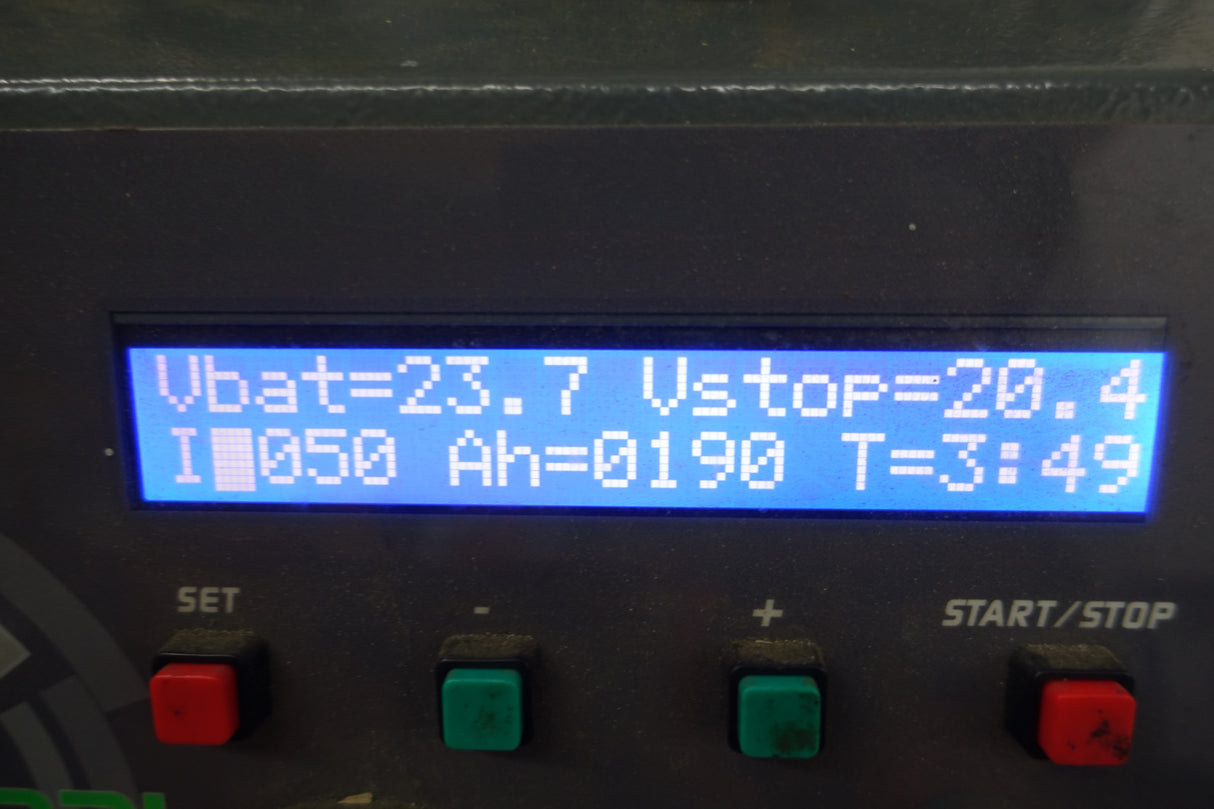 Vbat=23.7 Vstop=20.4
I█050 Ah=0190 T=3:49
SET - + START/STOP